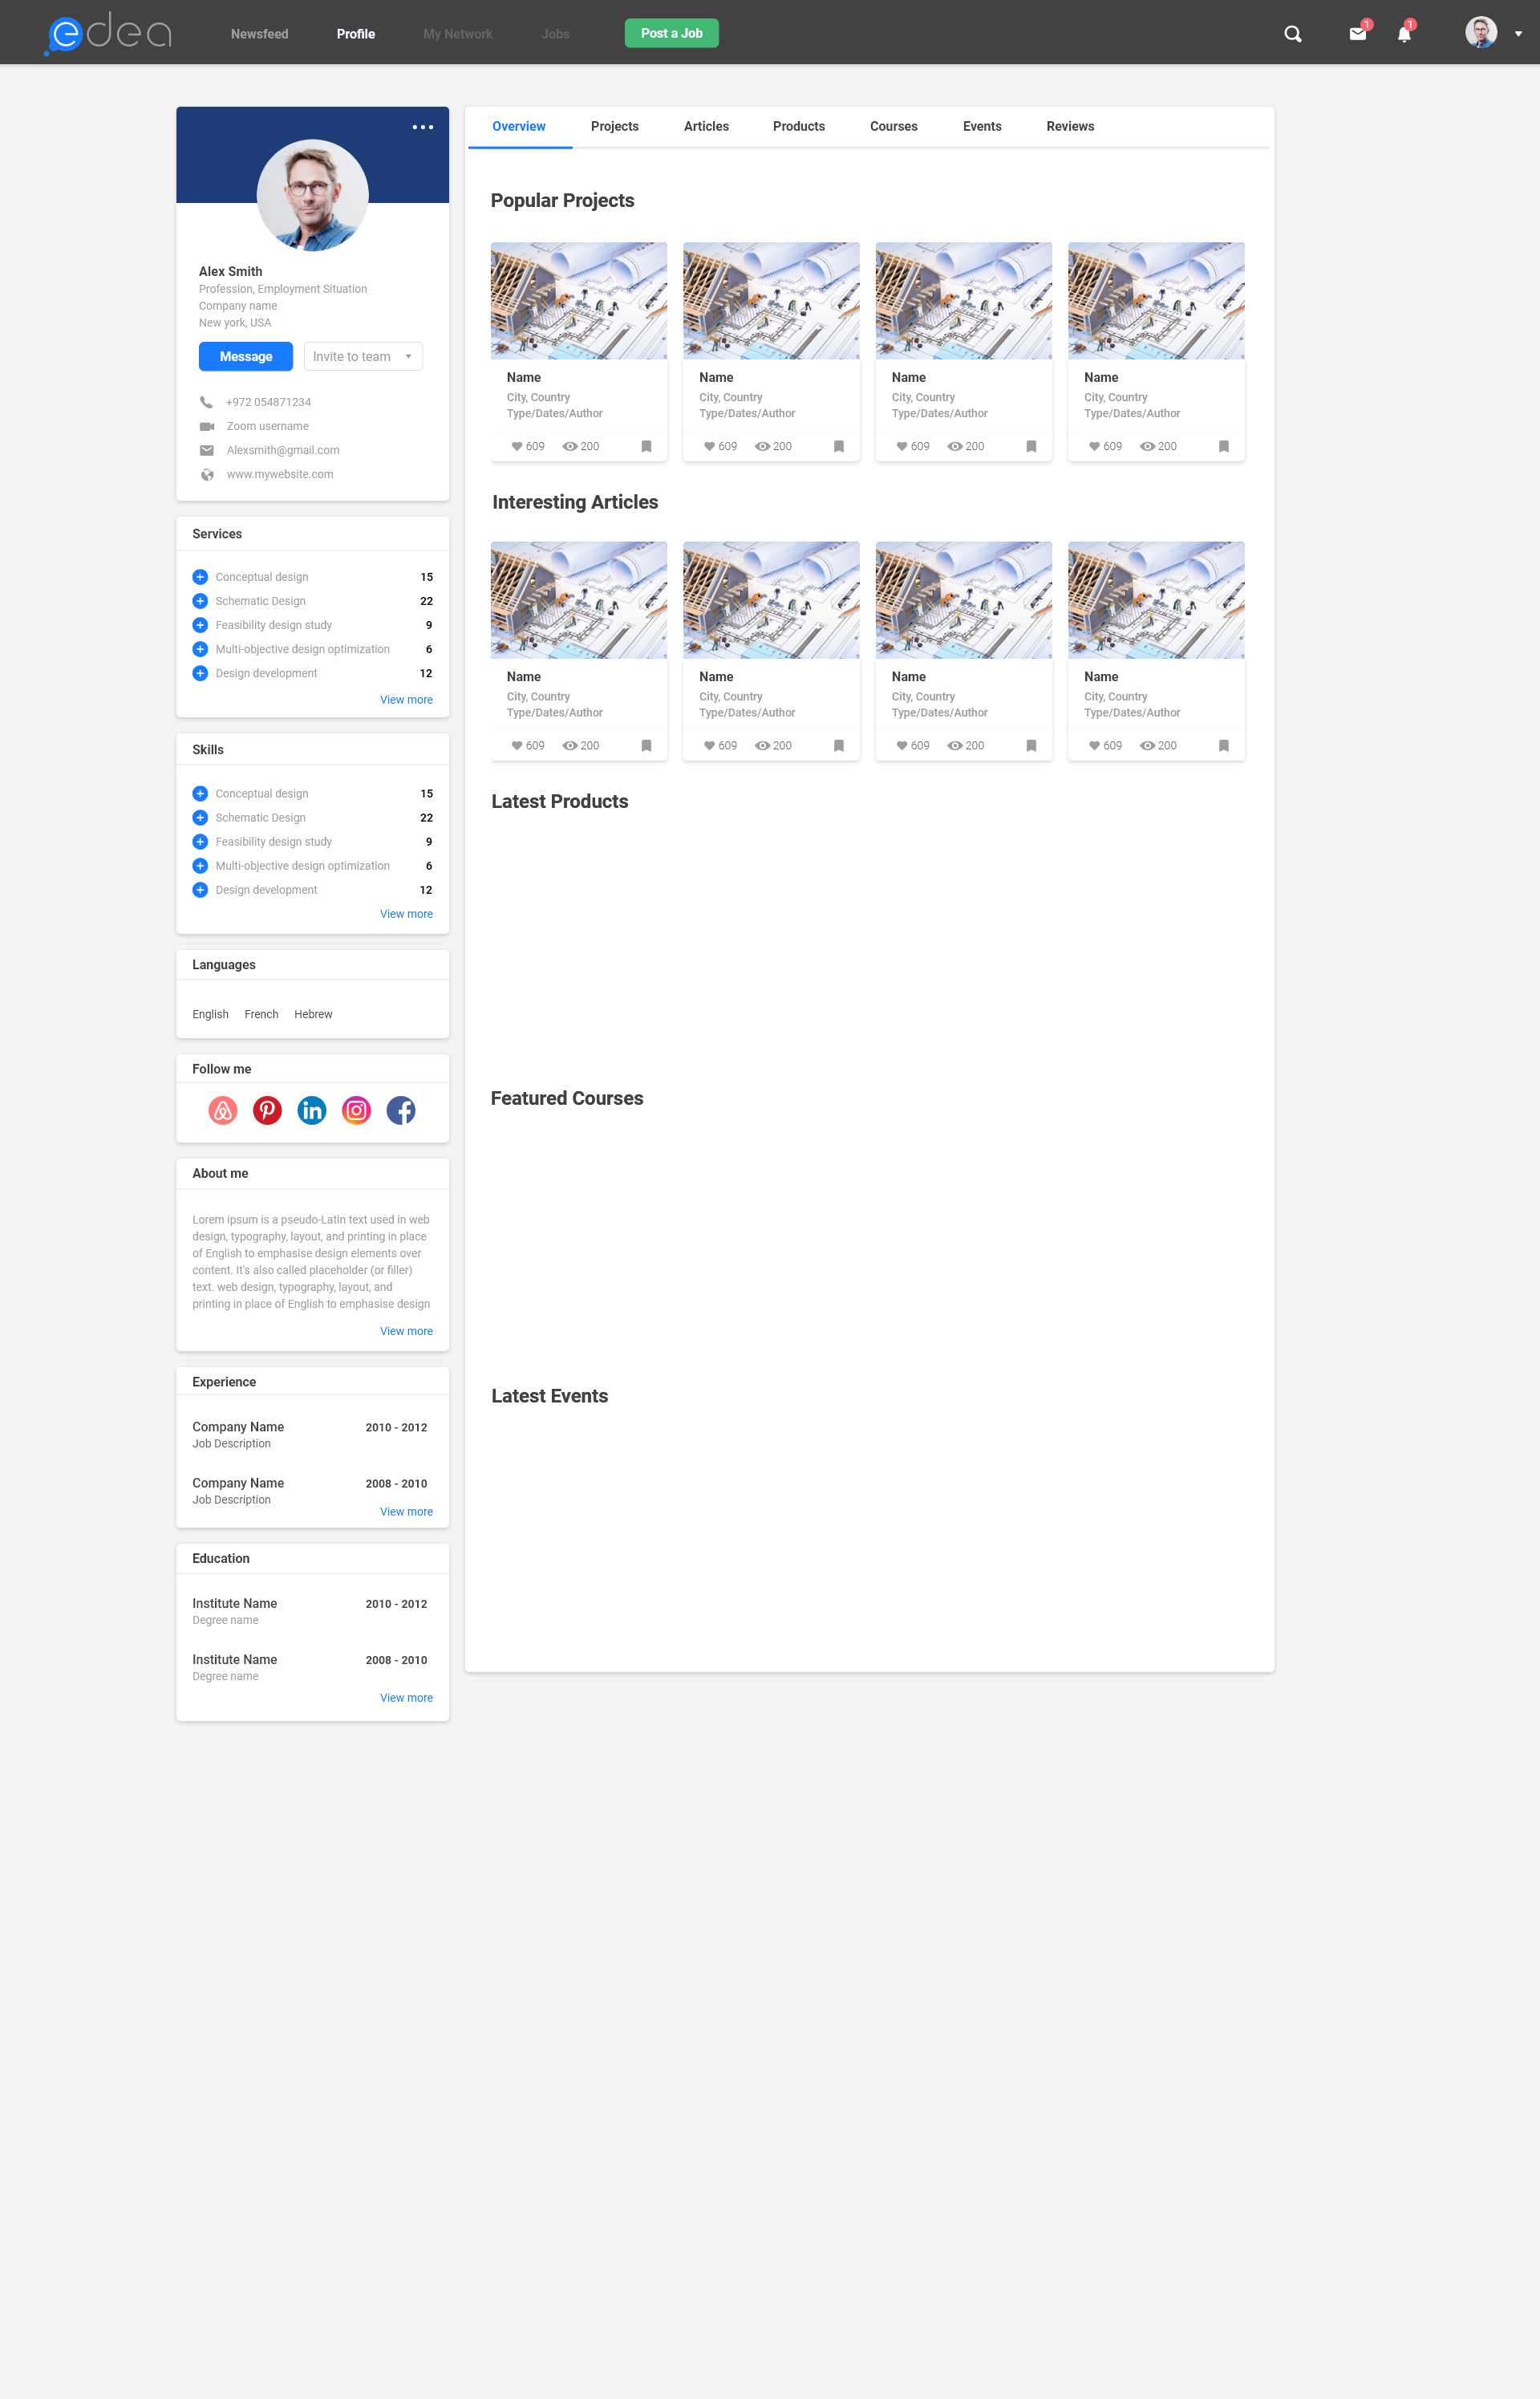 edea
Newsfeed
Profile
My Network
Jobs
Post a Job
1
1
Alex Smith
Profession, Employment Situation
Company name
New york, USA
Message
Invite to team
+972 054871234
Zoom username
Alexsmith@gmail.com
www.mywebsite.com
Services
Conceptual design 15
Schematic Design 22
Feasibility design study 9
Multi-objective design optimization 6
Design development 12
View more
Skills
Conceptual design 15
Schematic Design 22
Feasibility design study 9
Multi-objective design optimization 6
Design development 12
View more
Languages
English French Hebrew
Follow me
About me
Lorem ipsum is a pseudo-Latin text used in web
design, typography, layout, and printing in place
of English to emphasise design elements over
content. It's also called placeholder (or filler)
text. web design, typography, layout, and
printing in place of English to emphasise design
View more
Experience
Company Name 2010 - 2012
Job Description
Company Name 2008 - 2010
Job Description
View more
Education
Institute Name 2010 - 2012
Degree name
Institute Name 2008 - 2010
Degree name
View more
Overview Projects Articles Products Courses Events Reviews
Popular Projects
Name
City, Country
Type/Dates/Author
609 200
Name
City, Country
Type/Dates/Author
609 200
Name
City, Country
Type/Dates/Author
609 200
Name
City, Country
Type/Dates/Author
609 200
Interesting Articles
Name
City, Country
Type/Dates/Author
609 200
Name
City, Country
Type/Dates/Author
609 200
Name
City, Country
Type/Dates/Author
609 200
Name
City, Country
Type/Dates/Author
609 200
Latest Products
Featured Courses
Latest Events